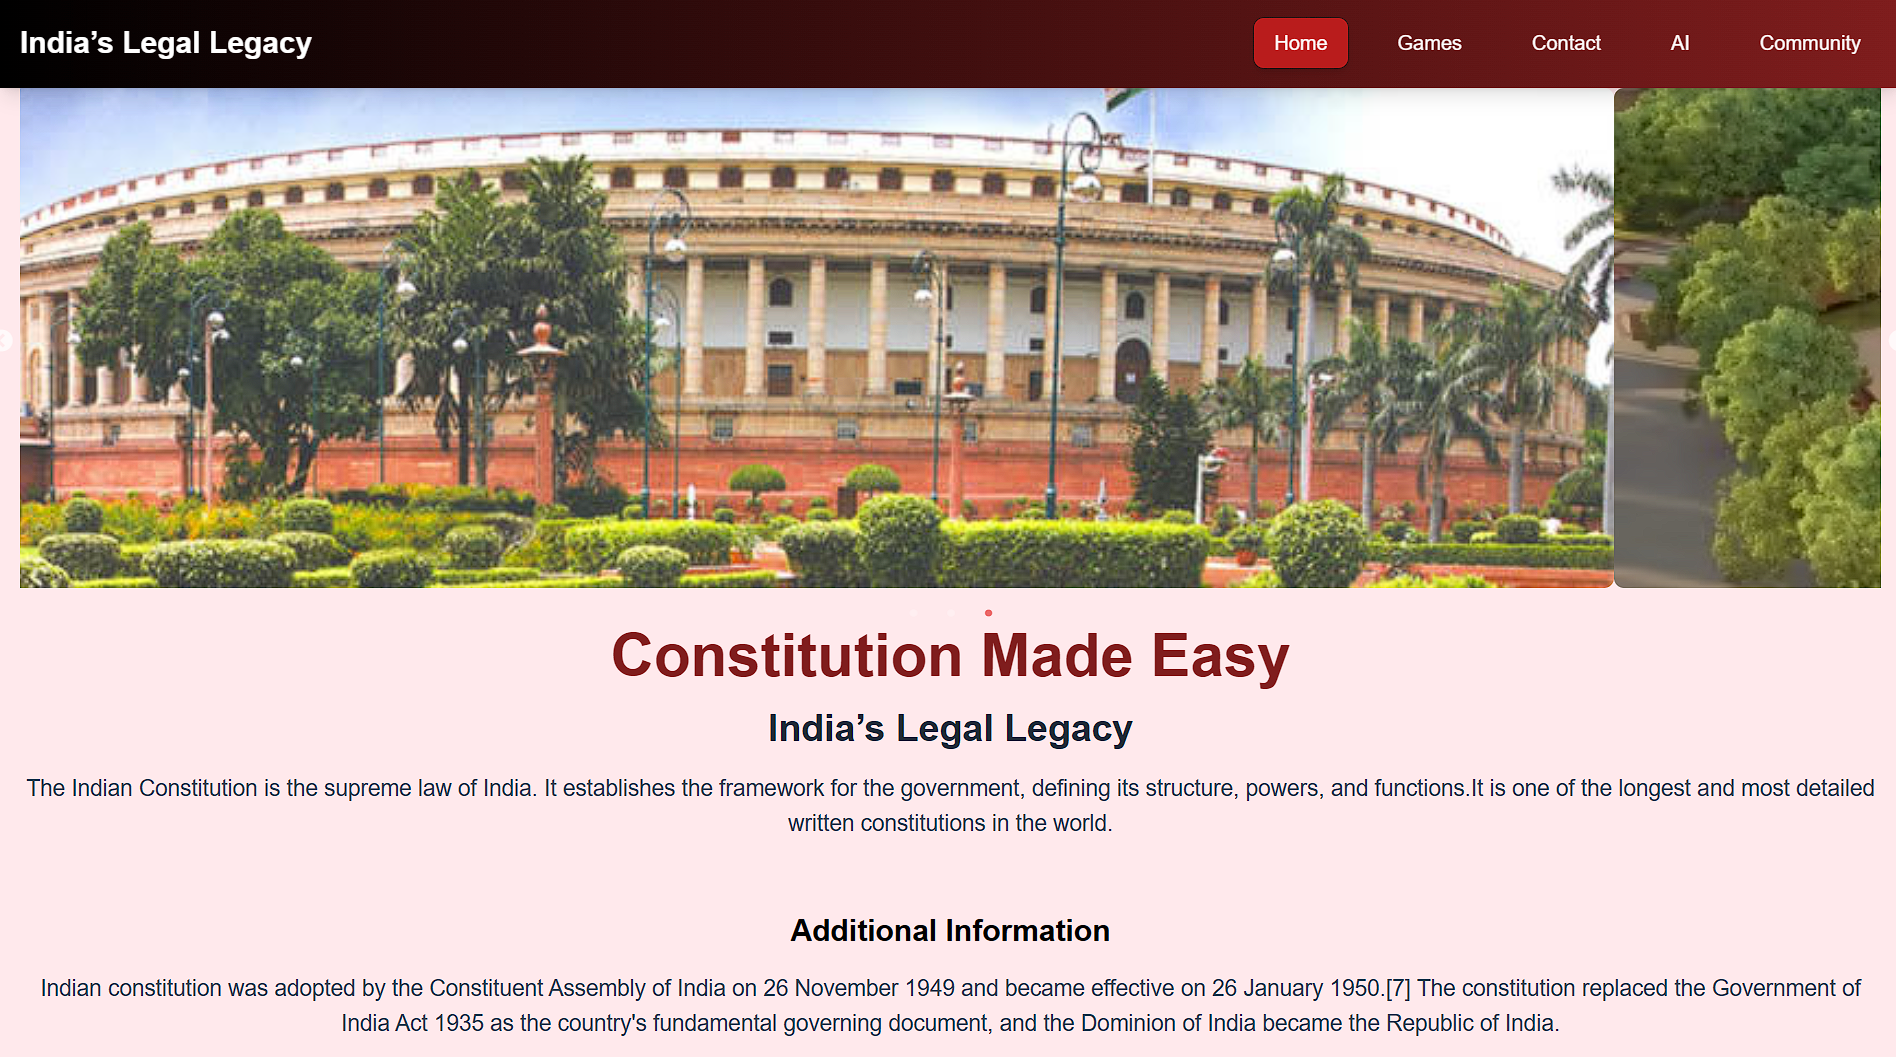 India’s Legal Legacy
Home
Games
Contact
AI
Community
Constitution Made Easy
India’s Legal Legacy
The Indian Constitution is the supreme law of India. It establishes the framework for the government, defining its structure, powers, and functions.It is one of the longest and most detailed
written constitutions in the world.
Additional Information
Indian constitution was adopted by the Constituent Assembly of India on 26 November 1949 and became effective on 26 January 1950.[7] The constitution replaced the Government of
India Act 1935 as the country's fundamental governing document, and the Dominion of India became the Republic of India.